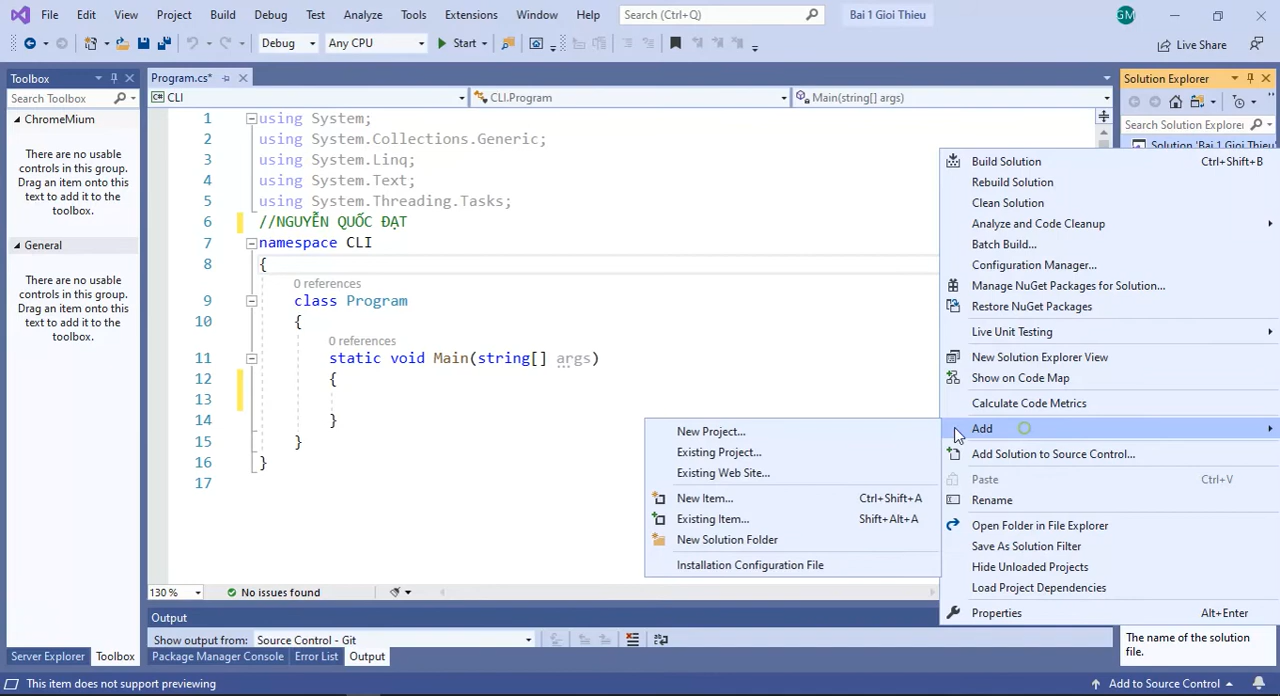 File Edit View Project Build Debug Test Analyze Tools Extensions Window Help Search (Ctrl+Q) Bai 1 Gioi Thieu GM
Debug Any CPU Start Live Share
Toolbox
Search Toolbox
ChromeMium
There are no usable
controls in this group.
Drag an item onto this
text to add it to the
toolbox.
General
There are no usable
controls in this group.
Drag an item onto this
text to add it to the
toolbox.
Server Explorer Toolbox
Program.cs*
CLI CLI.Program Main(string[] args)
1 using System;
2 using System.Collections.Generic;
3 using System.Linq;
4 using System.Text;
5 using System.Threading.Tasks;
6 //NGUYỄN QUỐC ĐẠT
7 namespace CLI
8 {
0 references
9 class Program
10 {
0 references
11 static void Main(string[] args)
12 {
13
14 }
15 }
16 }
17
130 % No issues found
Output
Show output from: Source Control - Git
Package Manager Console Error List Output
New Project...
Existing Project...
Existing Web Site...
New Item... Ctrl+Shift+A
Existing Item... Shift+Alt+A
New Solution Folder
Installation Configuration File
Solution Explorer
Search Solution Explorer
Solution 'Bai 1 Gioi Thieu'
Build Solution Ctrl+Shift+B
Rebuild Solution
Clean Solution
Analyze and Code Cleanup
Batch Build...
Configuration Manager...
Manage NuGet Packages for Solution...
Restore NuGet Packages
Live Unit Testing
New Solution Explorer View
Show on Code Map
Calculate Code Metrics
Add
Add Solution to Source Control...
Paste Ctrl+V
Rename
Open Folder in File Explorer
Save As Solution Filter
Hide Unloaded Projects
Load Project Dependencies
Properties Alt+Enter
The name of the solution
file.
This item does not support previewing Add to Source Control